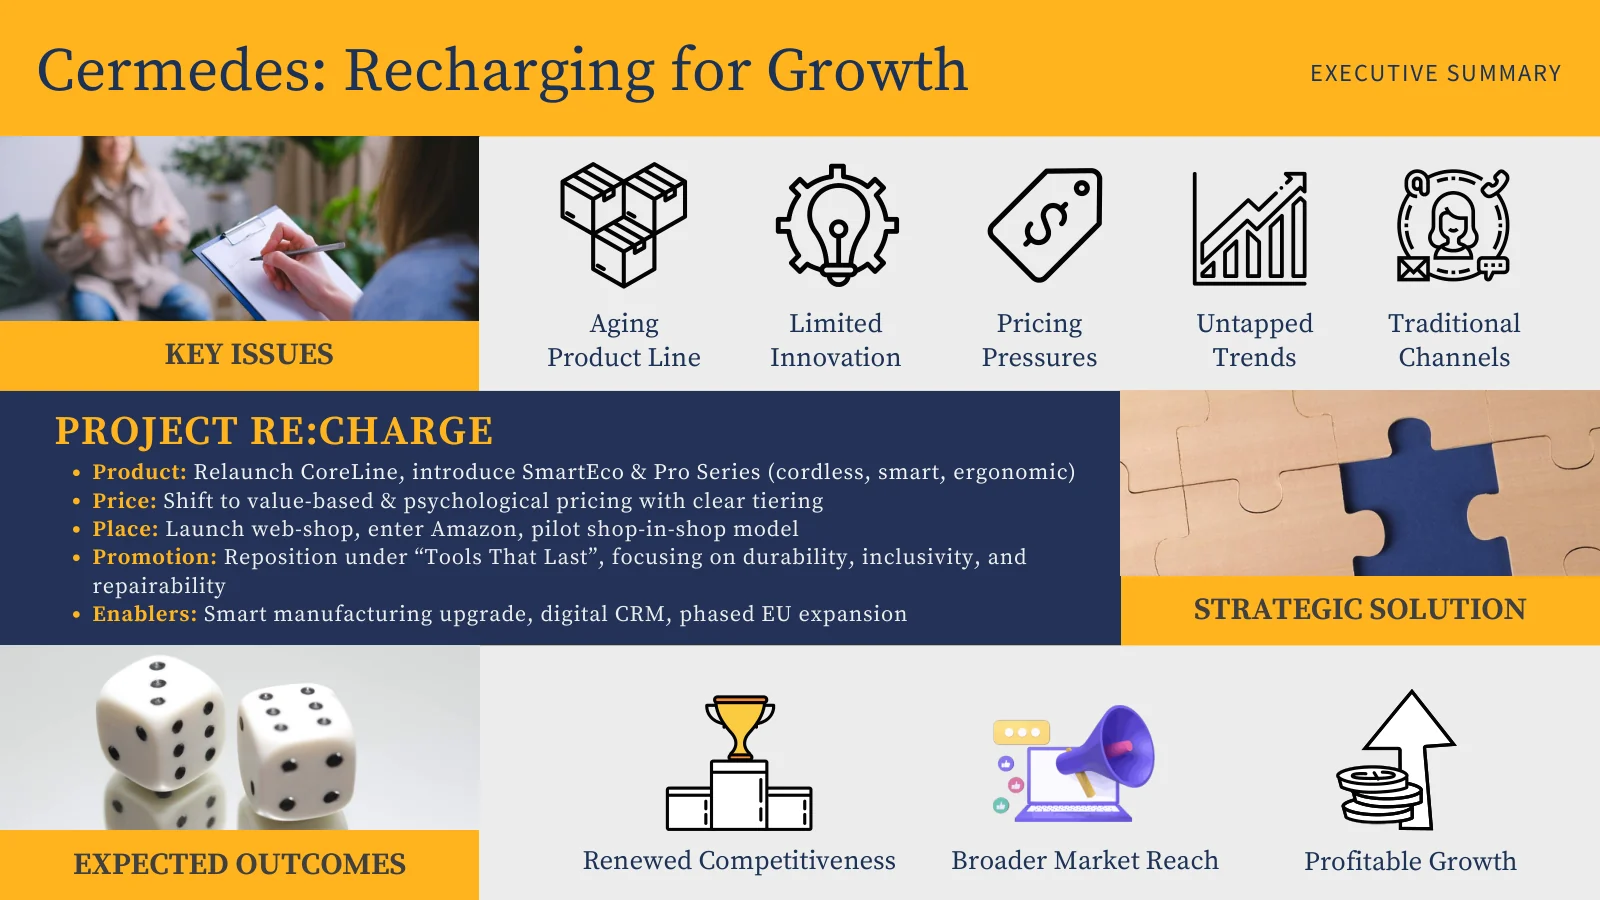 Cermedes: Recharging for Growth
EXECUTIVE SUMMARY
KEY ISSUES
Aging
Product Line
Limited
Innovation
Pricing
Pressures
Untapped
Trends
Traditional
Channels
PROJECT RE:CHARGE
• Product: Relaunch CoreLine, introduce SmartEco & Pro Series (cordless, smart, ergonomic)
• Price: Shift to value-based & psychological pricing with clear tiering
• Place: Launch web-shop, enter Amazon, pilot shop-in-shop model
• Promotion: Reposition under “Tools That Last”, focusing on durability, inclusivity, and
repairability
• Enablers: Smart manufacturing upgrade, digital CRM, phased EU expansion
STRATEGIC SOLUTION
EXPECTED OUTCOMES
Renewed Competitiveness
Broader Market Reach
Profitable Growth